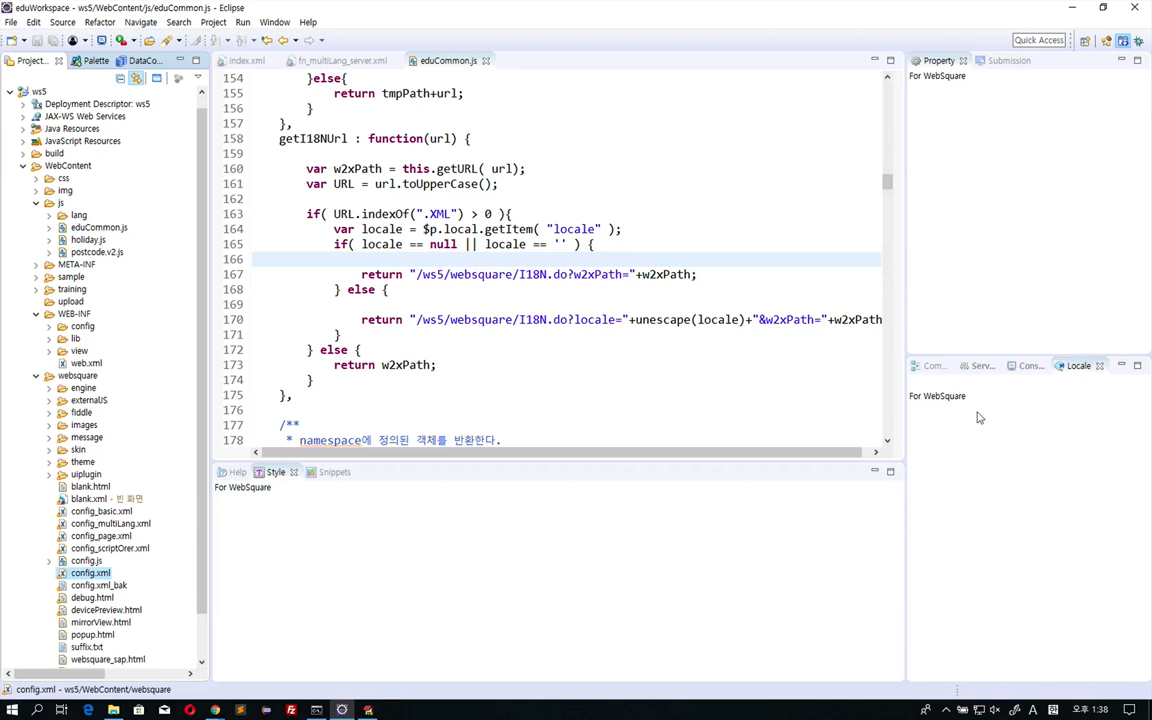 eduWorkspace - ws5/WebContent/js/eduCommon.js - Eclipse
File Edit Source Refactor Navigate Search Project Run Window Help
Quick Access
Project... Palette DataCo...
ws5
Deployment Descriptor: ws5
JAX-WS Web Services
Java Resources
JavaScript Resources
build
WebContent
css
img
js
lang
eduCommon.js
holiday.js
postcode.v2.js
META-INF
sample
training
upload
WEB-INF
config
lib
view
web.xml
websquare
engine
externalJS
fiddle
images
message
skin
theme
uiplugin
blank.html
blank.xml - 빈 화면
config_basic.xml
config_multiLang.xml
config_page.xml
config_scriptOrer.xml
config.js
config.xml
config.xml_bak
debug.html
devicePreview.html
mirrorView.html
popup.html
suffix.txt
websquare_sap.html
index.xml fn_multiLang_server.xml eduCommon.js
154 }else{
155 return tmpPath+url;
156 }
157 },
158 getI18NUrl : function(url) {
159
160 var w2xPath = this.getURL( url);
161 var URL = url.toUpperCase();
162
163 if( URL.indexOf(".XML") > 0 ){
164 var locale = $p.local.getItem( "locale" );
165 if( locale == null || locale == '' ) {
166
167 return "/ws5/websquare/I18N.do?w2xPath="+w2xPath;
168 } else {
169
170 return "/ws5/websquare/I18N.do?locale="+unescape(locale)+"&w2xPath="+w2xPath
171 }
172 } else {
173 return w2xPath;
174 }
175 },
176
177 /**
178 * namespace에 정의된 객체를 반환한다.
Help Style Snippets
For WebSquare
Property Submission
For WebSquare
Com... Serv... Cons... Locale
For WebSquare
config.xml - ws5/WebContent/websquare
A 한 오후 1:38